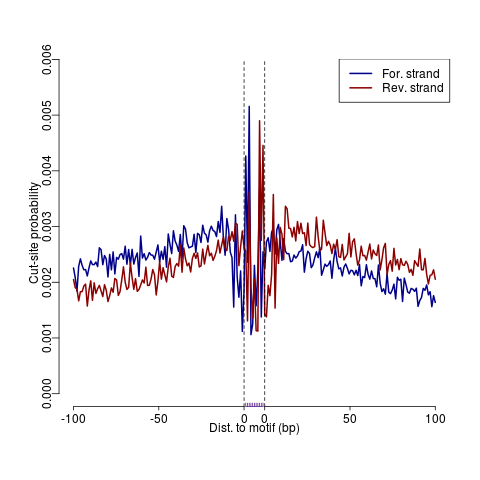 For. strand
Rev. strand
Cut-site probability
0.006
0.005
0.004
0.003
0.002
0.001
0.000
-100 -50 0 0 50 100
Dist. to motif (bp)